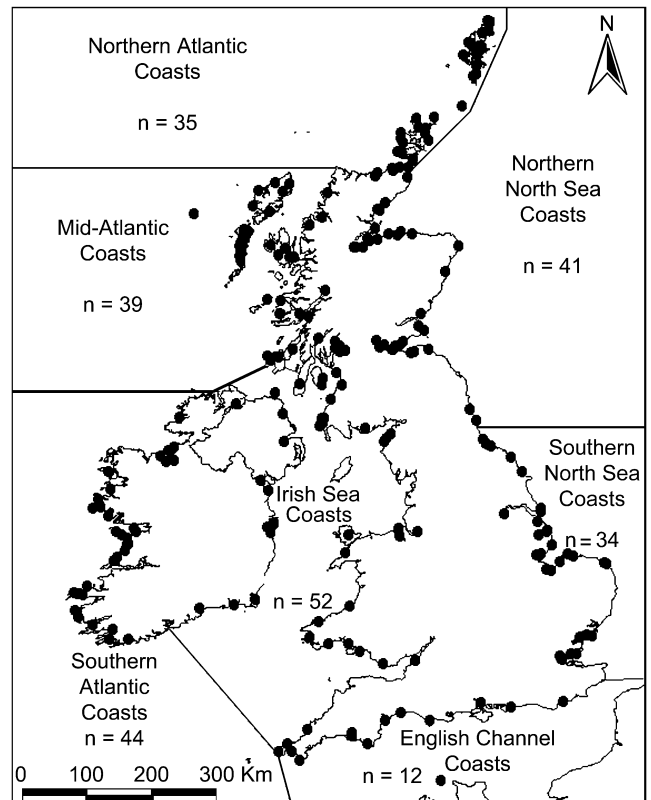 Northern Atlantic
Coasts
n = 35
N
Northern
North Sea
Coasts
n = 41
Mid-Atlantic
Coasts
n = 39
Southern
North Sea
Coasts
n = 34
Irish Sea
Coasts
n = 52
Southern
Atlantic
Coasts
n = 44
English Channel
Coasts
n = 12
0 100 200 300 Km